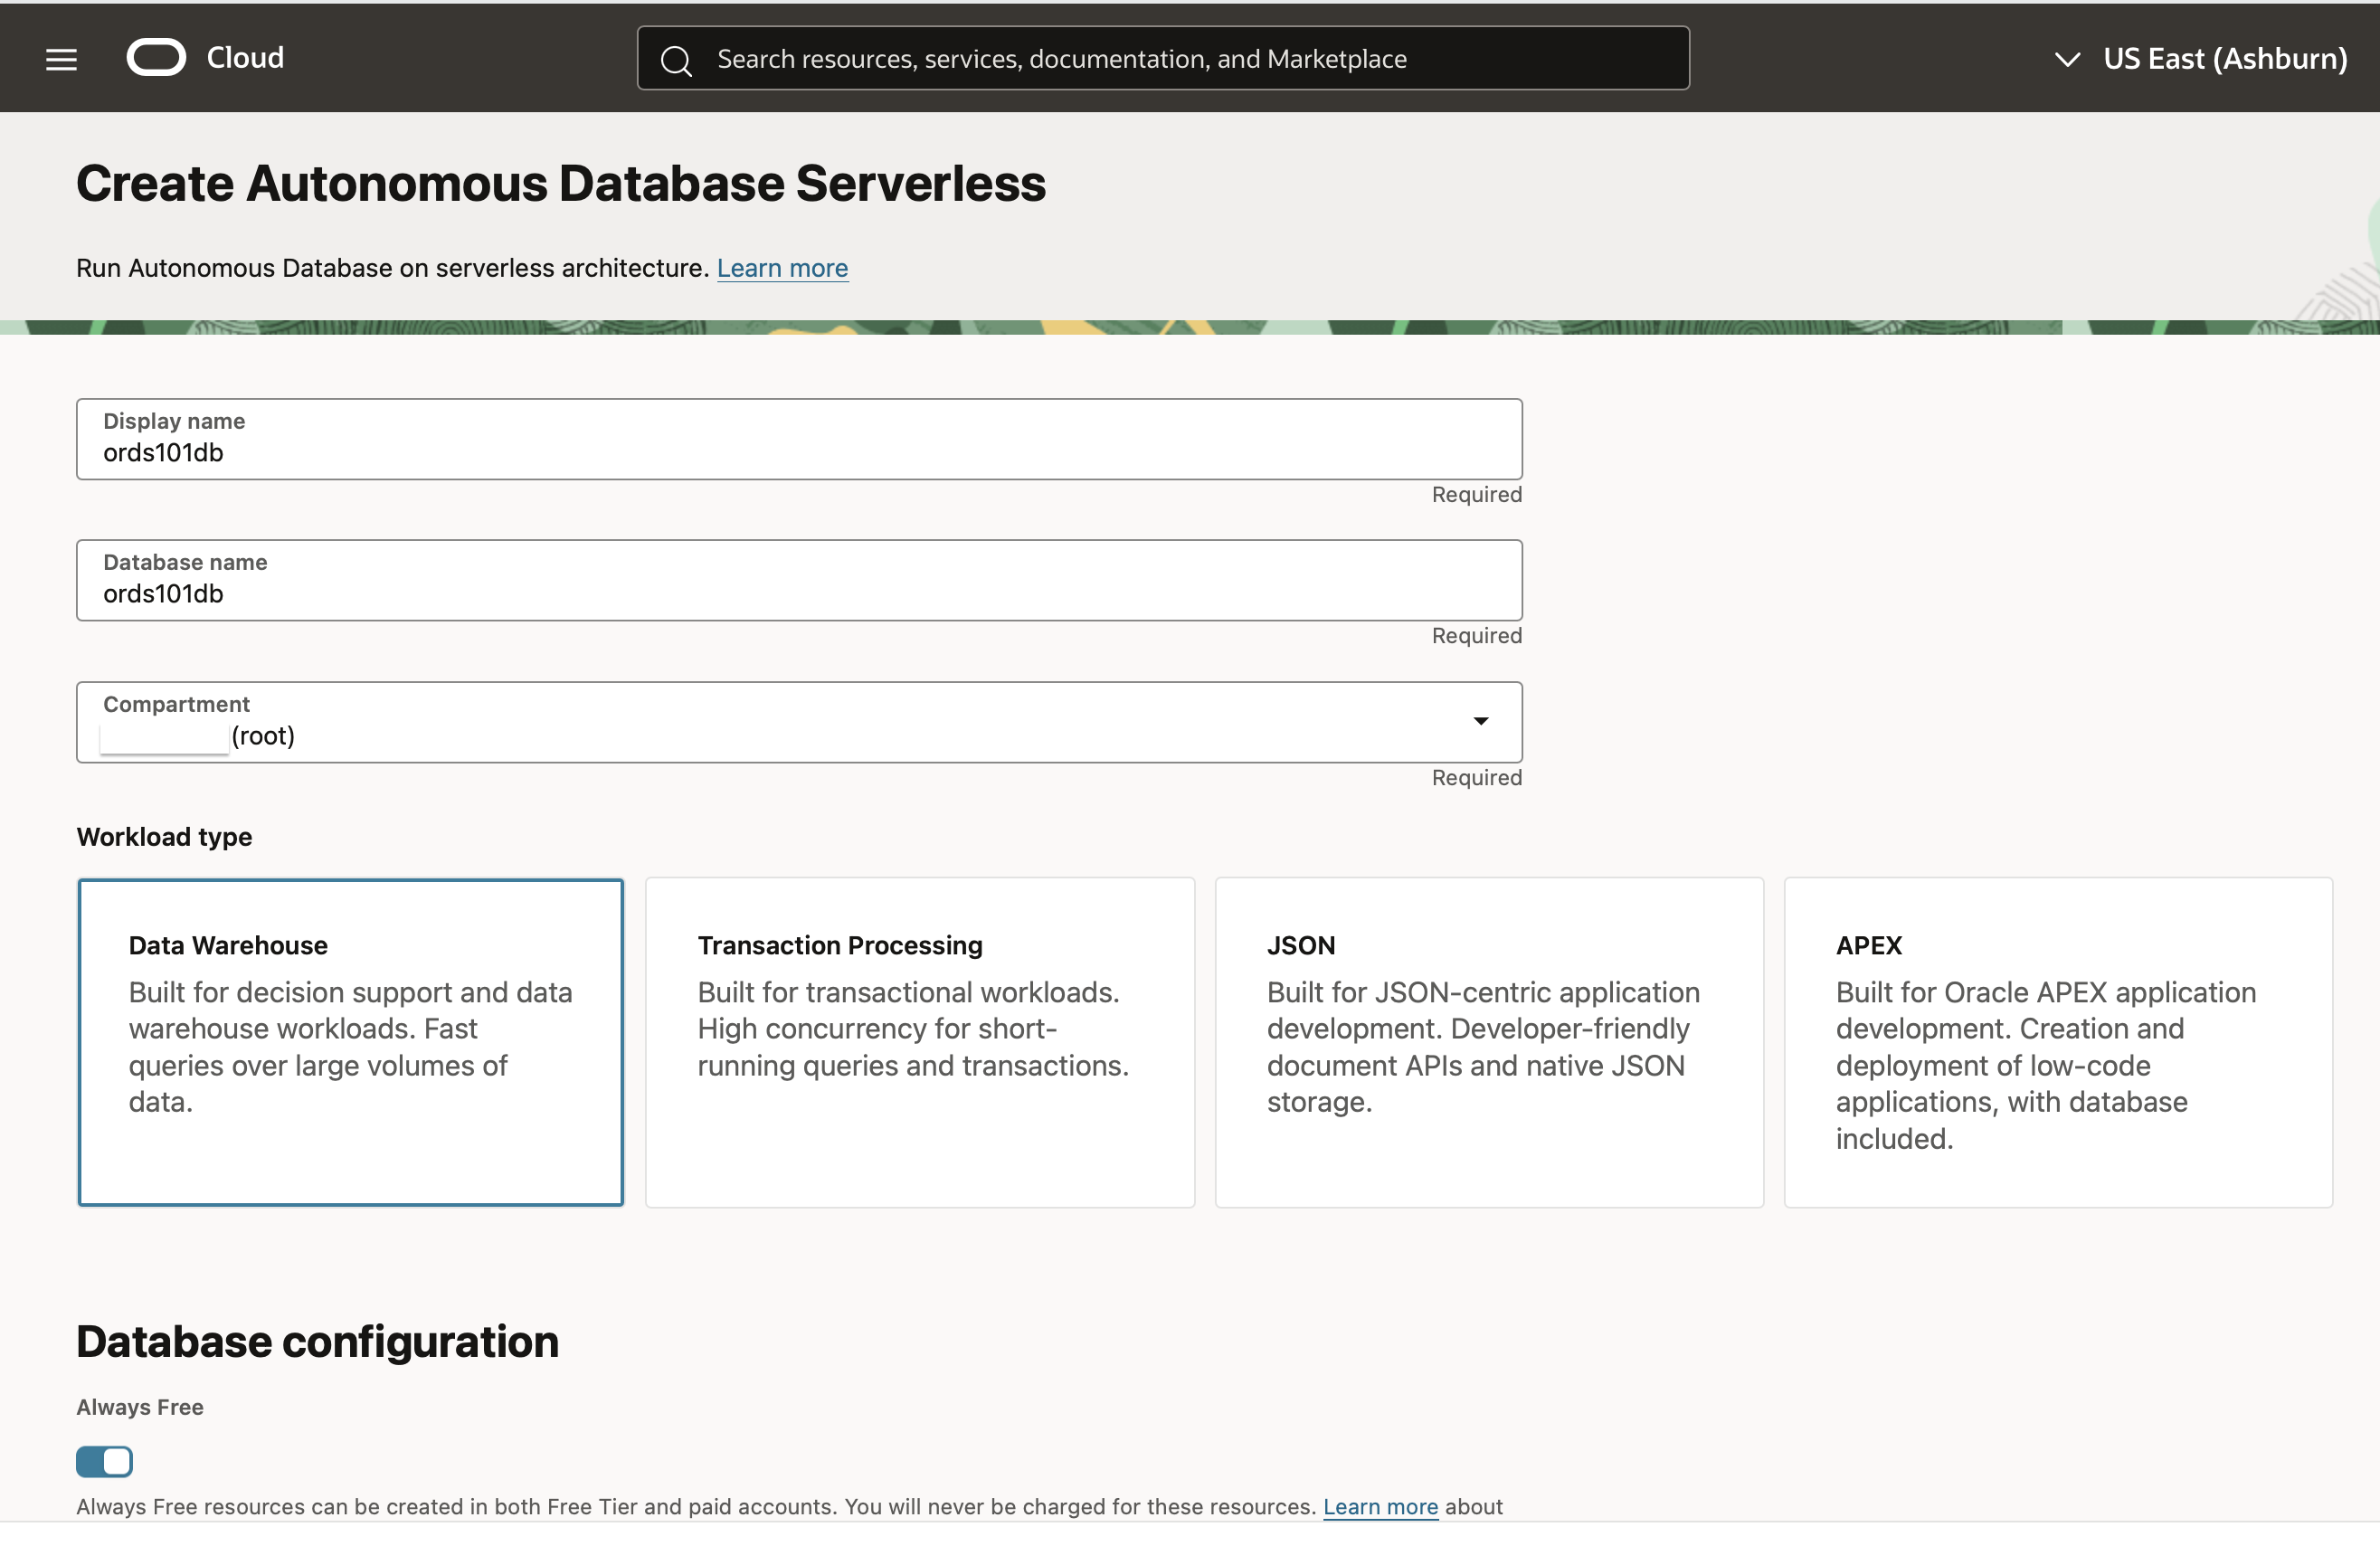 Cloud
Search resources, services, documentation, and Marketplace
US East (Ashburn)
Create Autonomous Database Serverless
Run Autonomous Database on serverless architecture. Learn more
Display name
ords101db
Required
Database name
ords101db
Required
Compartment
(root)
Required
Workload type
Data Warehouse
Built for decision support and data
warehouse workloads. Fast
queries over large volumes of
data.
Transaction Processing
Built for transactional workloads.
High concurrency for short-
running queries and transactions.
JSON
Built for JSON-centric application
development. Developer-friendly
document APIs and native JSON
storage.
APEX
Built for Oracle APEX application
development. Creation and
deployment of low-code
applications, with database
included.
Database configuration
Always Free
Always Free resources can be created in both Free Tier and paid accounts. You will never be charged for these resources. Learn more about